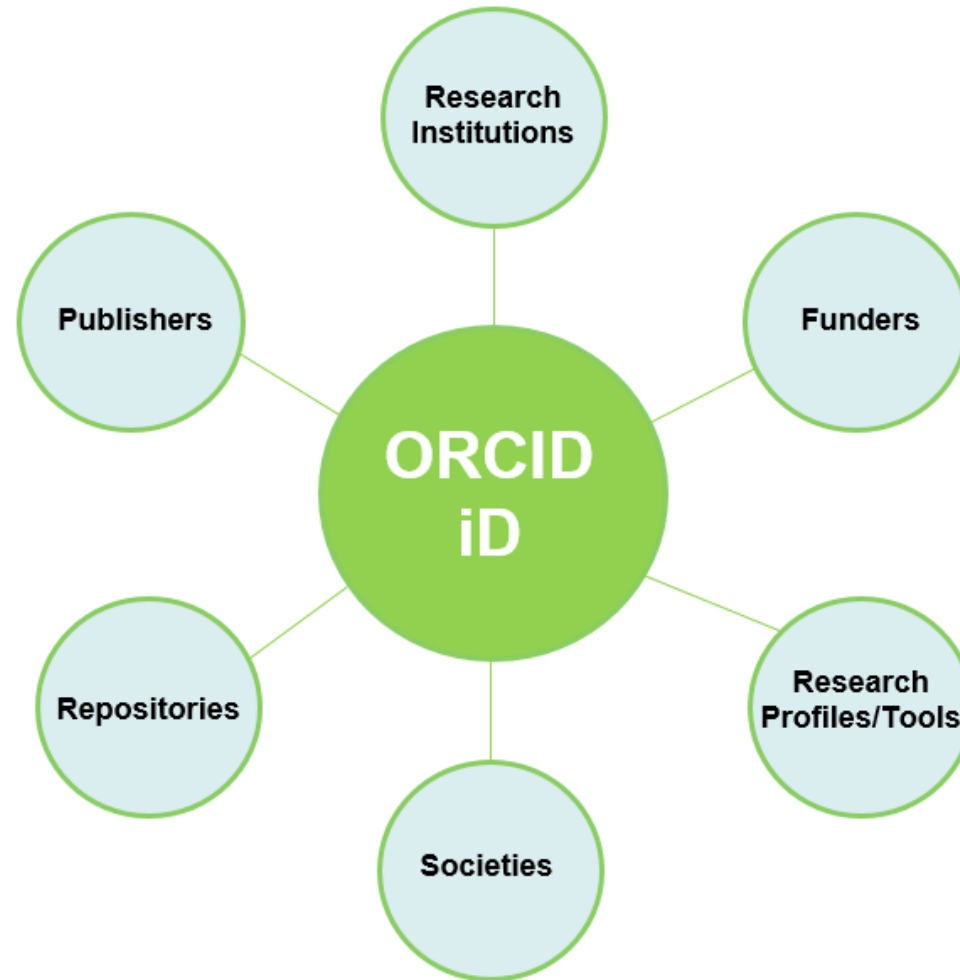 Research
Institutions
Publishers
Funders
ORCID
iD
Repositories
Research
Profiles/Tools
Societies